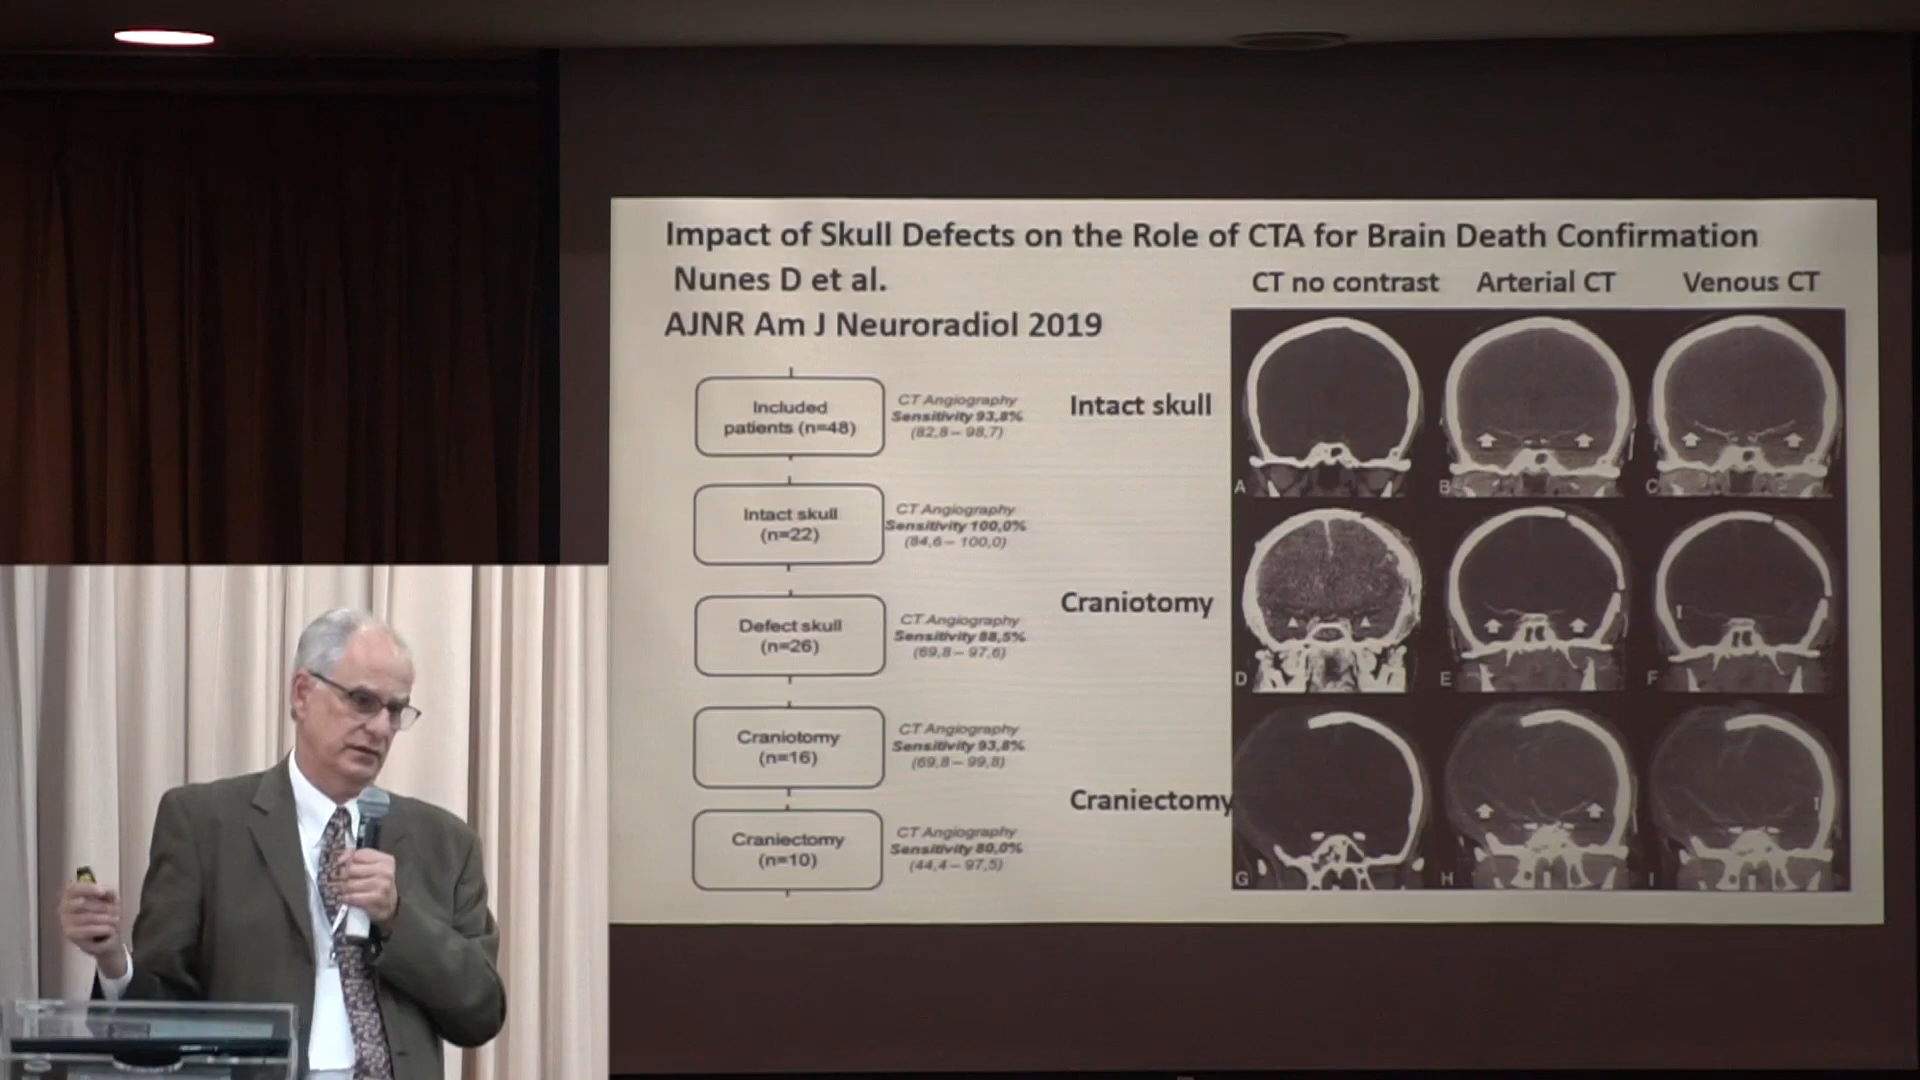 Impact of Skull Defects on the Role of CTA for Brain Death Confirmation
Nunes D et al.
AJNR Am J Neuroradiol 2019
CT no contrast
Arterial CT
Venous CT
Included
patients (n=48)
CT Angiography
Sensitivity 93,8%
(82,8 – 98,7)
Intact skull
(n=22)
CT Angiography
Sensitivity 100,0%
(84,6 – 100,0)
Defect skull
(n=26)
CT Angiography
Sensitivity 88,5%
(69,8 – 97,6)
Craniotomy
(n=16)
CT Angiography
Sensitivity 93,8%
(69,8 – 99,8)
Craniectomy
(n=10)
CT Angiography
Sensitivity 80,0%
(44,4 – 97,5)
Intact skull
A
B
C
Craniotomy
D
E
F
Craniectomy
G
H
I